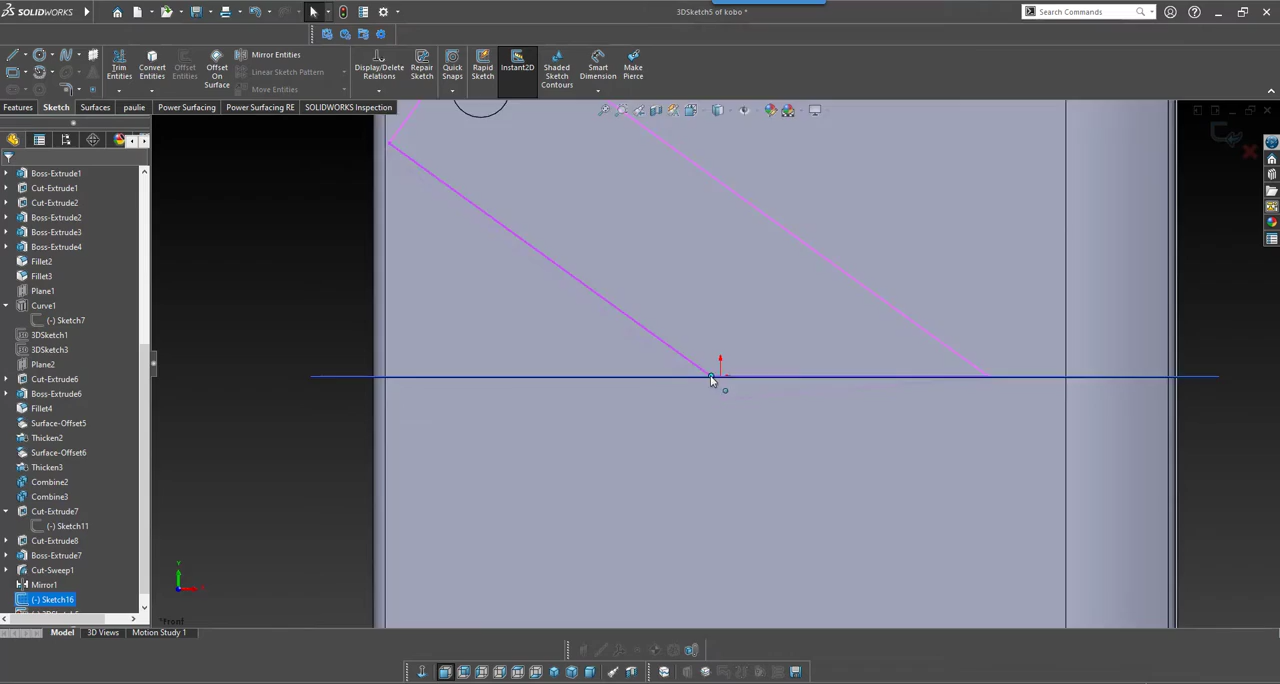 SOLIDWORKS
3DSketch5 of kobo *
Search Commands
Trim Entities
Convert Entities
Offset Entities
Offset On Surface
Mirror Entities
Linear Sketch Pattern
Move Entities
Display/Delete Relations
Repair Sketch
Quick Snaps
Rapid Sketch
Instant2D
Shaded Sketch Contours
Smart Dimension
Make Pierce
Features
Sketch
Surfaces
paulie
Power Surfacing
Power Surfacing RE
SOLIDWORKS Inspection
Boss-Extrude1
Cut-Extrude1
Cut-Extrude2
Boss-Extrude2
Boss-Extrude3
Boss-Extrude4
Fillet2
Fillet3
Plane1
Curve1
(-) Sketch7
3DSketch1
3DSketch3
Plane2
Cut-Extrude6
Boss-Extrude6
Fillet4
Surface-Offset5
Thicken2
Surface-Offset6
Thicken3
Combine2
Combine3
Cut-Extrude7
(-) Sketch11
Cut-Extrude8
Boss-Extrude7
Cut-Sweep1
Mirror1
(-) Sketch16
Y
*Front
Model
3D Views
Motion Study 1